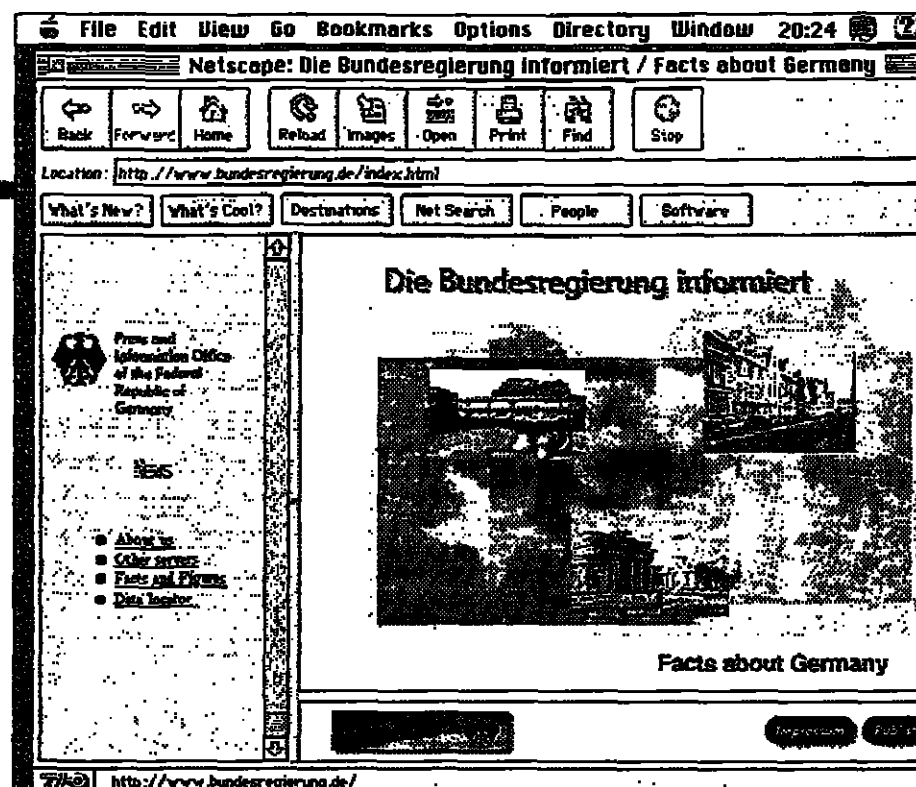 File Edit View Go Bookmarks Options Directory Window 20:24
Netscape: Die Bundesregierung informiert / Facts about Germany
Back Forward Home Reload Images Open Print Find Stop
Location: http://www.bundesregierung.de/index.html
What's New? What's Cool? Destinations Net Search People Software
Die Bundesregierung informiert
Press and
Information Office
of the Federal
Republic of
Germany
News
About us
Other servers
Facts and Figures
Data locator
Facts about Germany
Impressum
http://www.bundesregierung.de/